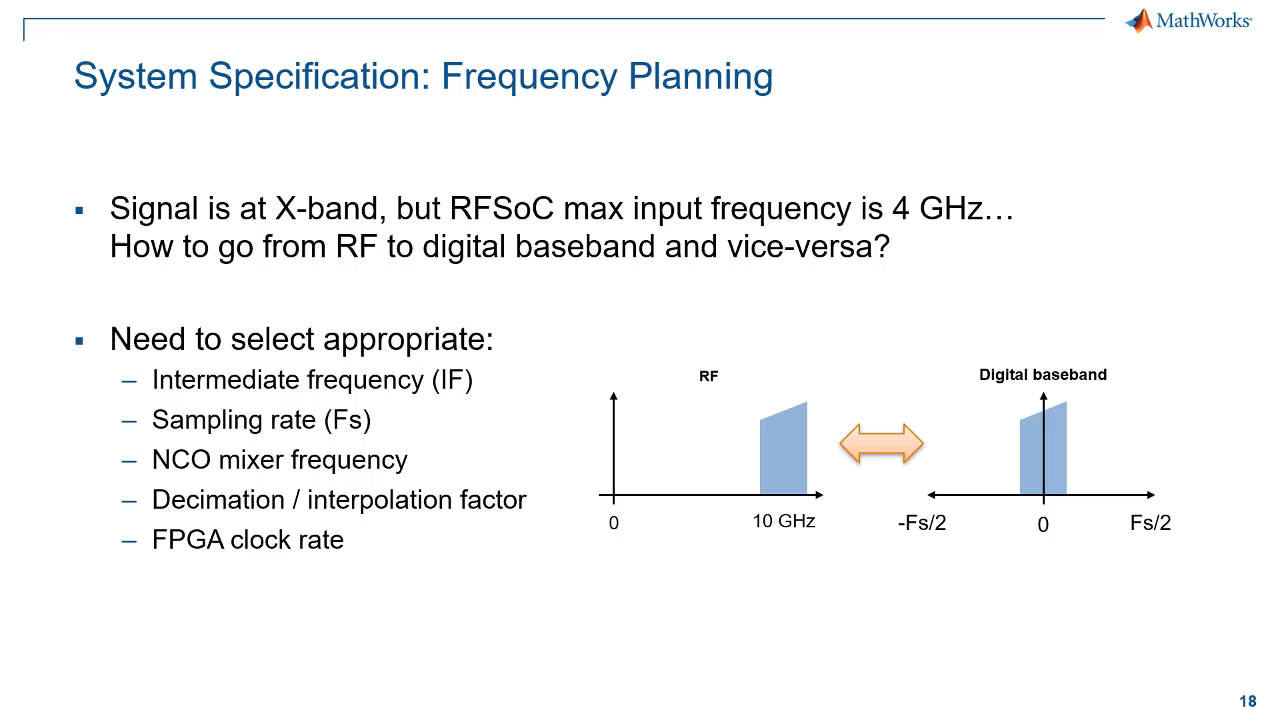 MathWorks
System Specification: Frequency Planning
▪ Signal is at X-band, but RFSoC max input frequency is 4 GHz…
How to go from RF to digital baseband and vice-versa?
▪ Need to select appropriate:
– Intermediate frequency (IF)
– Sampling rate (Fs)
– NCO mixer frequency
– Decimation / interpolation factor
– FPGA clock rate
RF
0
10 GHz
Digital baseband
-Fs/2
0
Fs/2
18